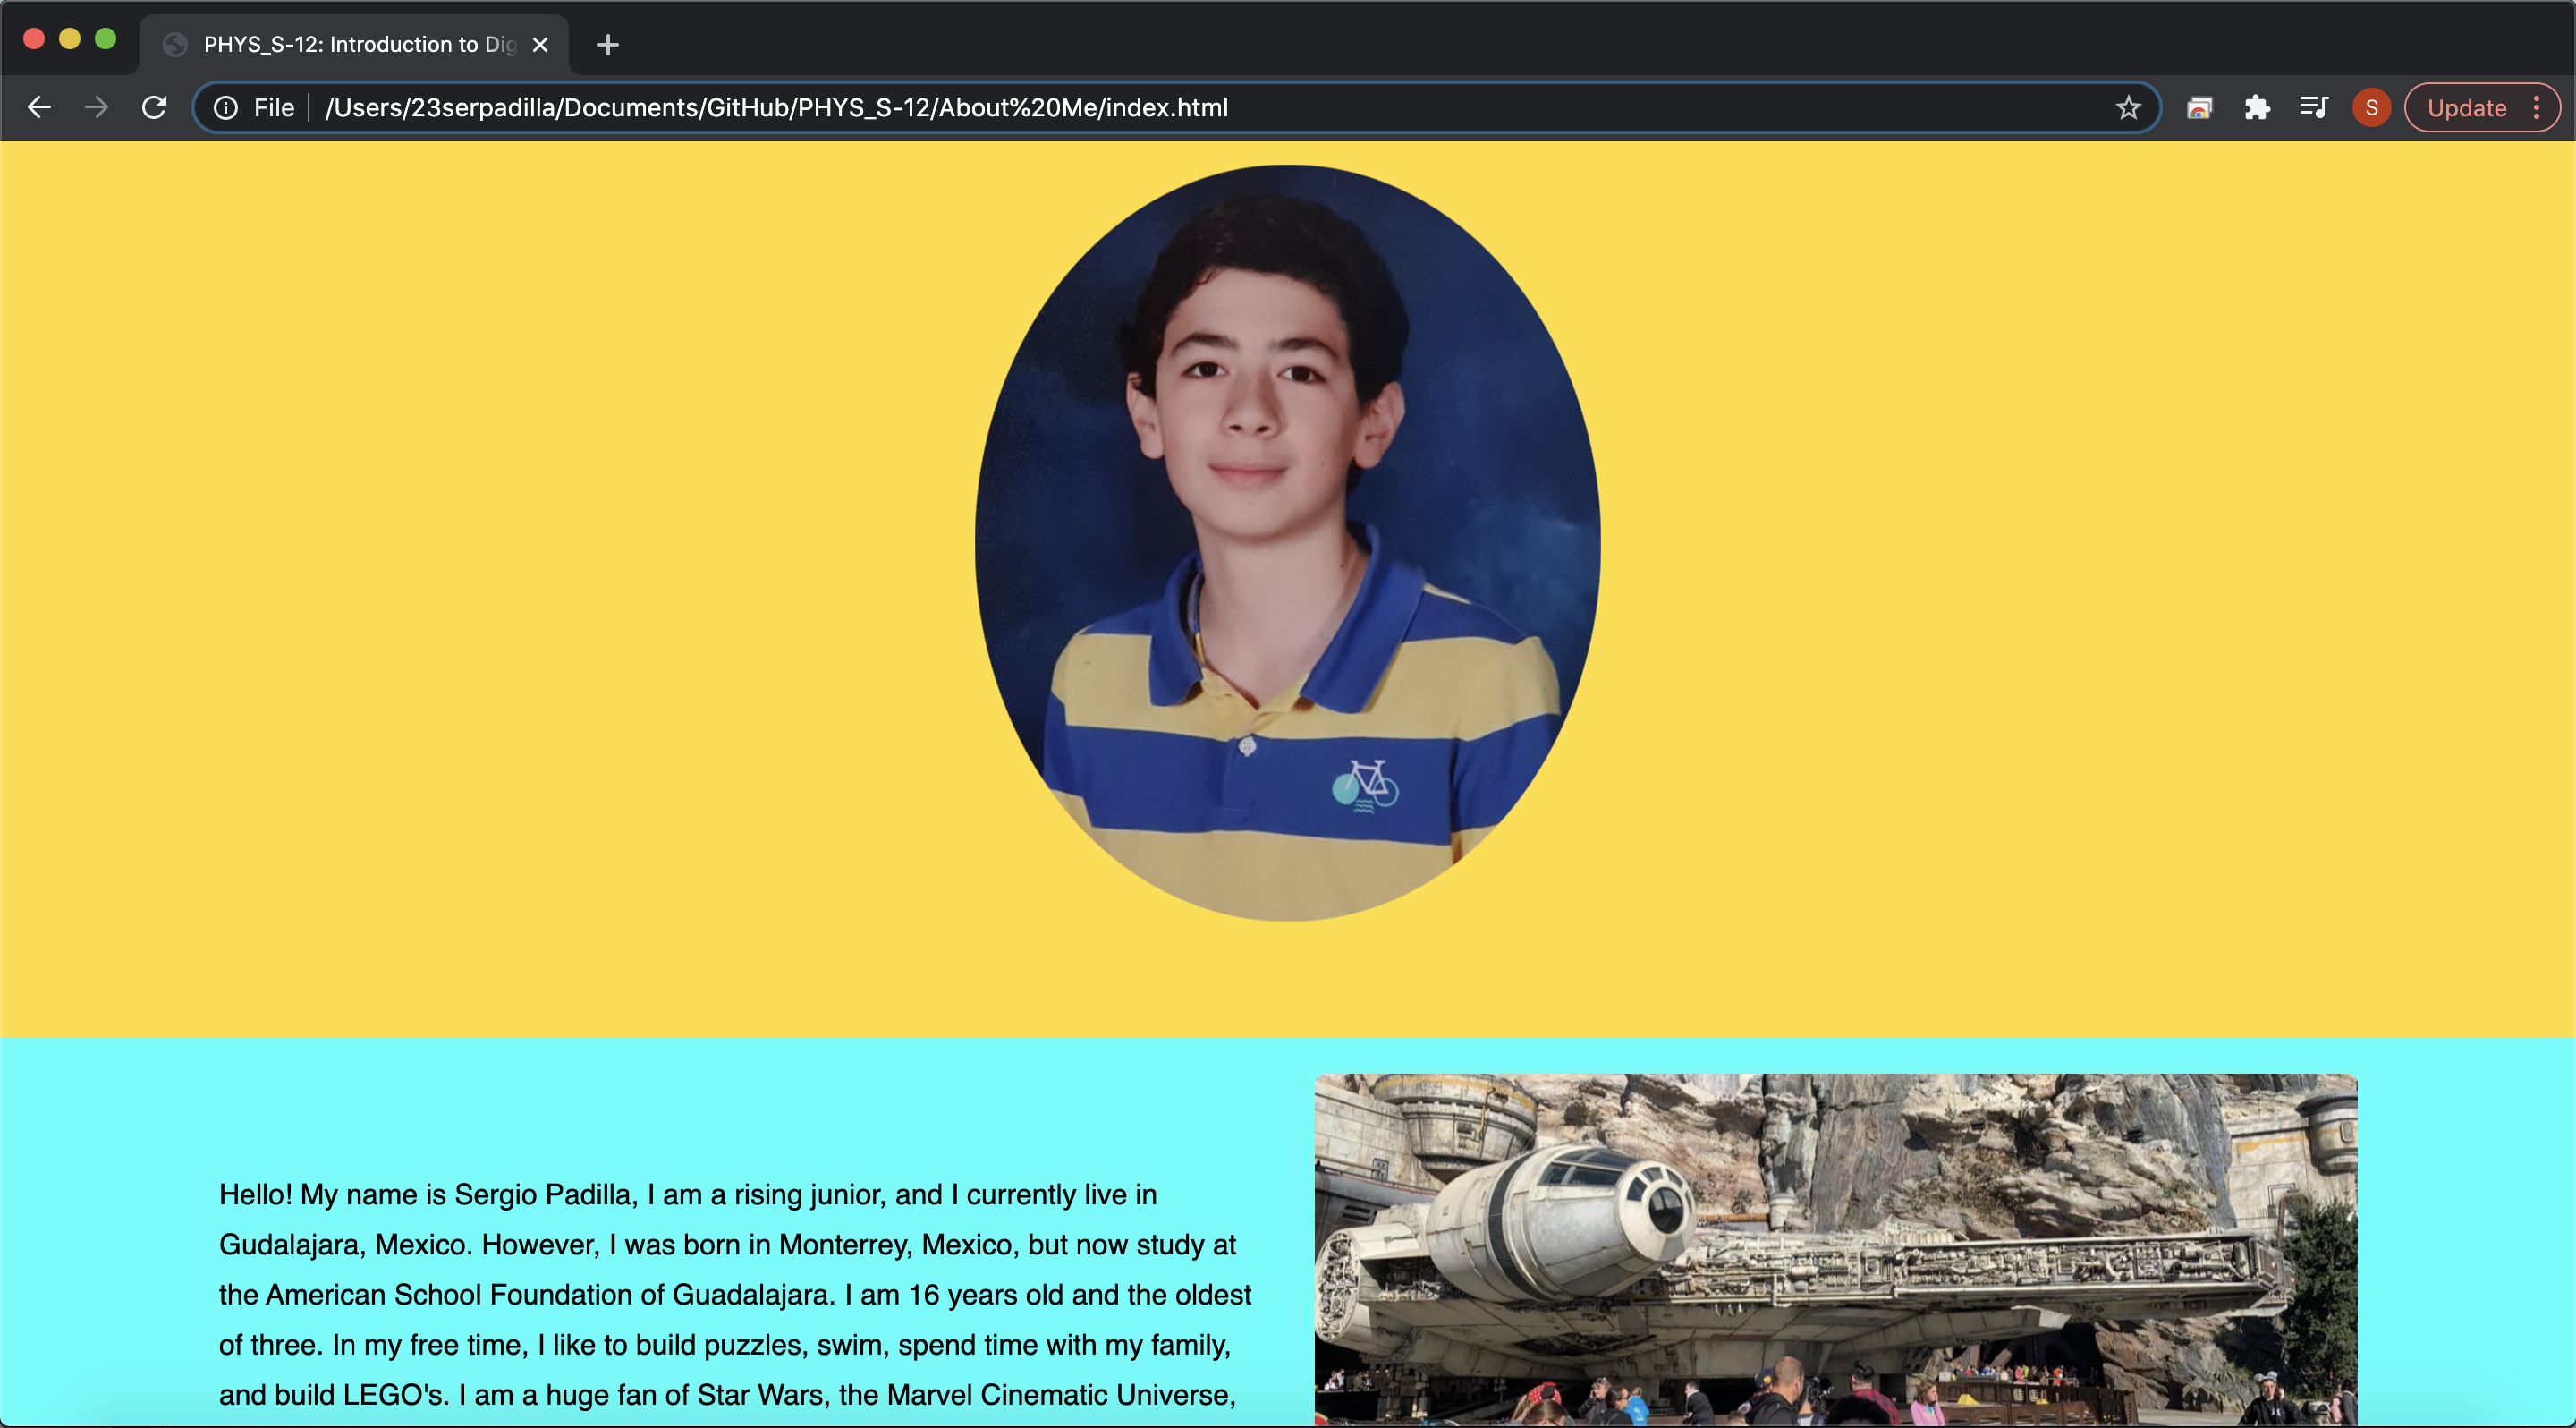 PHYS_S-12: Introduction to Dig
File /Users/23serpadilla/Documents/GitHub/PHYS_S-12/About%20Me/index.html
S
Update
Hello! My name is Sergio Padilla, I am a rising junior, and I currently live in
Gudalajara, Mexico. However, I was born in Monterrey, Mexico, but now study at
the American School Foundation of Guadalajara. I am 16 years old and the oldest
of three. In my free time, I like to build puzzles, swim, spend time with my family,
and build LEGO's. I am a huge fan of Star Wars, the Marvel Cinematic Universe,